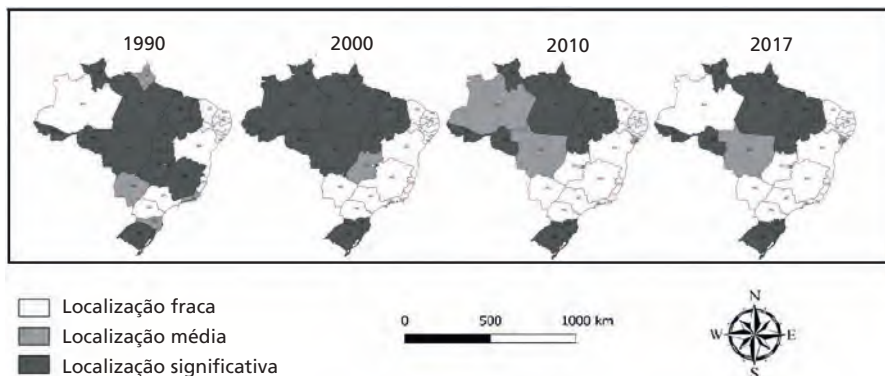 1990 2000 2010 2017
Localização fraca
Localização média
Localização significativa
0 500 1000 km
N
W E
S